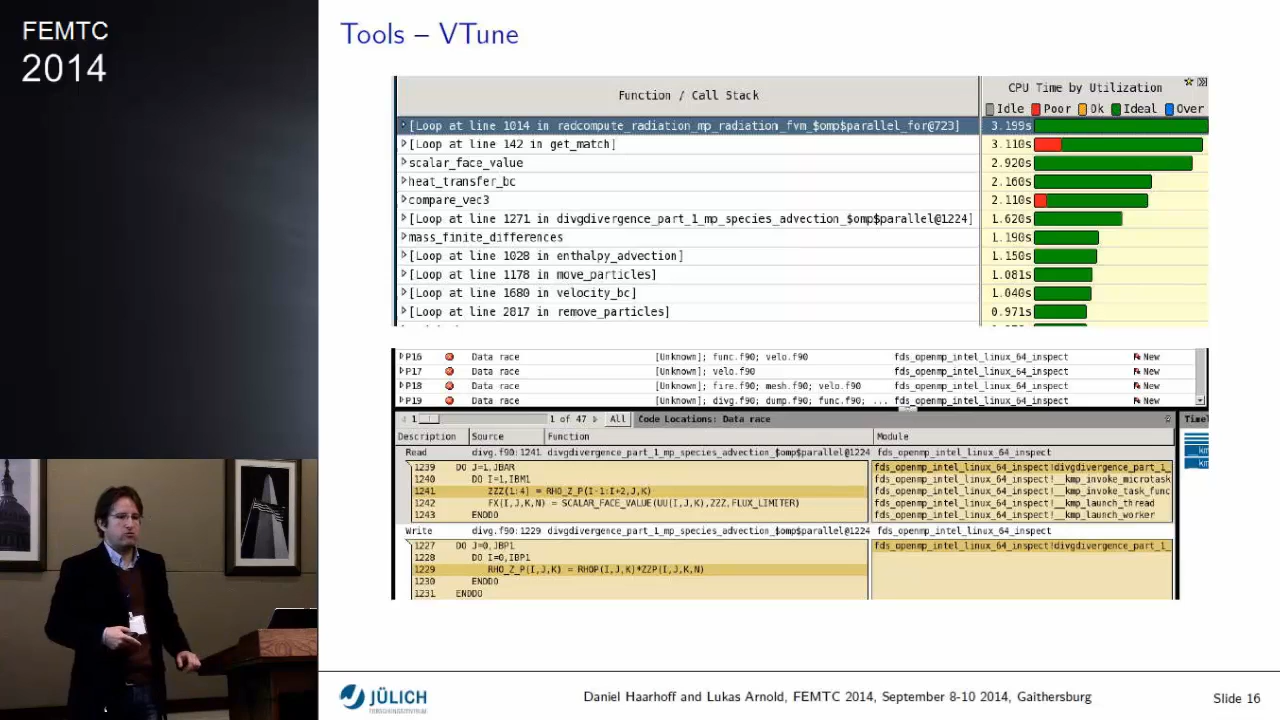 FEMTC
2014
Tools – VTune
Function / Call Stack
CPU Time by Utilization
Idle Poor Ok Ideal Over
[Loop at line 1014 in radcompute_radiation_mp_radiation_fvm_$omp$parallel_for@723] 3.199s
[Loop at line 142 in get_match] 3.110s
scalar_face_value 2.920s
heat_transfer_bc 2.160s
compare_vec3 2.110s
[Loop at line 1271 in divgdivergence_part_1_mp_species_advection_$omp$parallel@1224] 1.620s
mass_finite_differences 1.190s
[Loop at line 1028 in enthalpy_advection] 1.150s
[Loop at line 1178 in move_particles] 1.081s
[Loop at line 1680 in velocity_bc] 1.040s
[Loop at line 2817 in remove_particles] 0.971s
P16 Data race [Unknown]; func.f90; velo.f90 fds_openmp_intel_linux_64_inspect New
P17 Data race [Unknown]; velo.f90 fds_openmp_intel_linux_64_inspect New
P18 Data race [Unknown]; fire.f90; mesh.f90; velo.f90 fds_openmp_intel_linux_64_inspect New
P19 Data race [Unknown]; divg.f90; dump.f90; func.f90; ... fds_openmp_intel_linux_64_inspect New
1 1 of 47 All Code Locations: Data race
Description Source Function Module
Read divg.f90:1241 divgdivergence_part_1_mp_species_advection_$omp$parallel@1224 fds_openmp_intel_linux_64_inspect
1239 DO J=1,JBAR fds_openmp_intel_linux_64_inspect!divgdivergence_part_1_
1240 DO I=1,IBM1 fds_openmp_intel_linux_64_inspect!__kmp_invoke_microtask
1241 ZZZ(1:4) = RHO_Z_P(I-1:I+2,J,K) fds_openmp_intel_linux_64_inspect!__kmp_invoke_task_func
1242 FX(I,J,K,N) = SCALAR_FACE_VALUE(UU(I,J,K),ZZZ,FLUX_LIMITER) fds_openmp_intel_linux_64_inspect!__kmp_launch_thread
1243 ENDDO fds_openmp_intel_linux_64_inspect!__kmp_launch_worker
Write divg.f90:1229 divgdivergence_part_1_mp_species_advection_$omp$parallel@1224 fds_openmp_intel_linux_64_inspect
1227 DO J=0,JBP1 fds_openmp_intel_linux_64_inspect!divgdivergence_part_1_
1228 DO I=0,IBP1
1229 RHO_Z_P(I,J,K) = RHOP(I,J,K)*ZZP(I,J,K,N)
1230 ENDDO
1231 ENDDO
JÜLICH
FORSCHUNGSZENTRUM
Daniel Haarhoff and Lukas Arnold, FEMTC 2014, September 8-10 2014, Gaithersburg
Slide 16